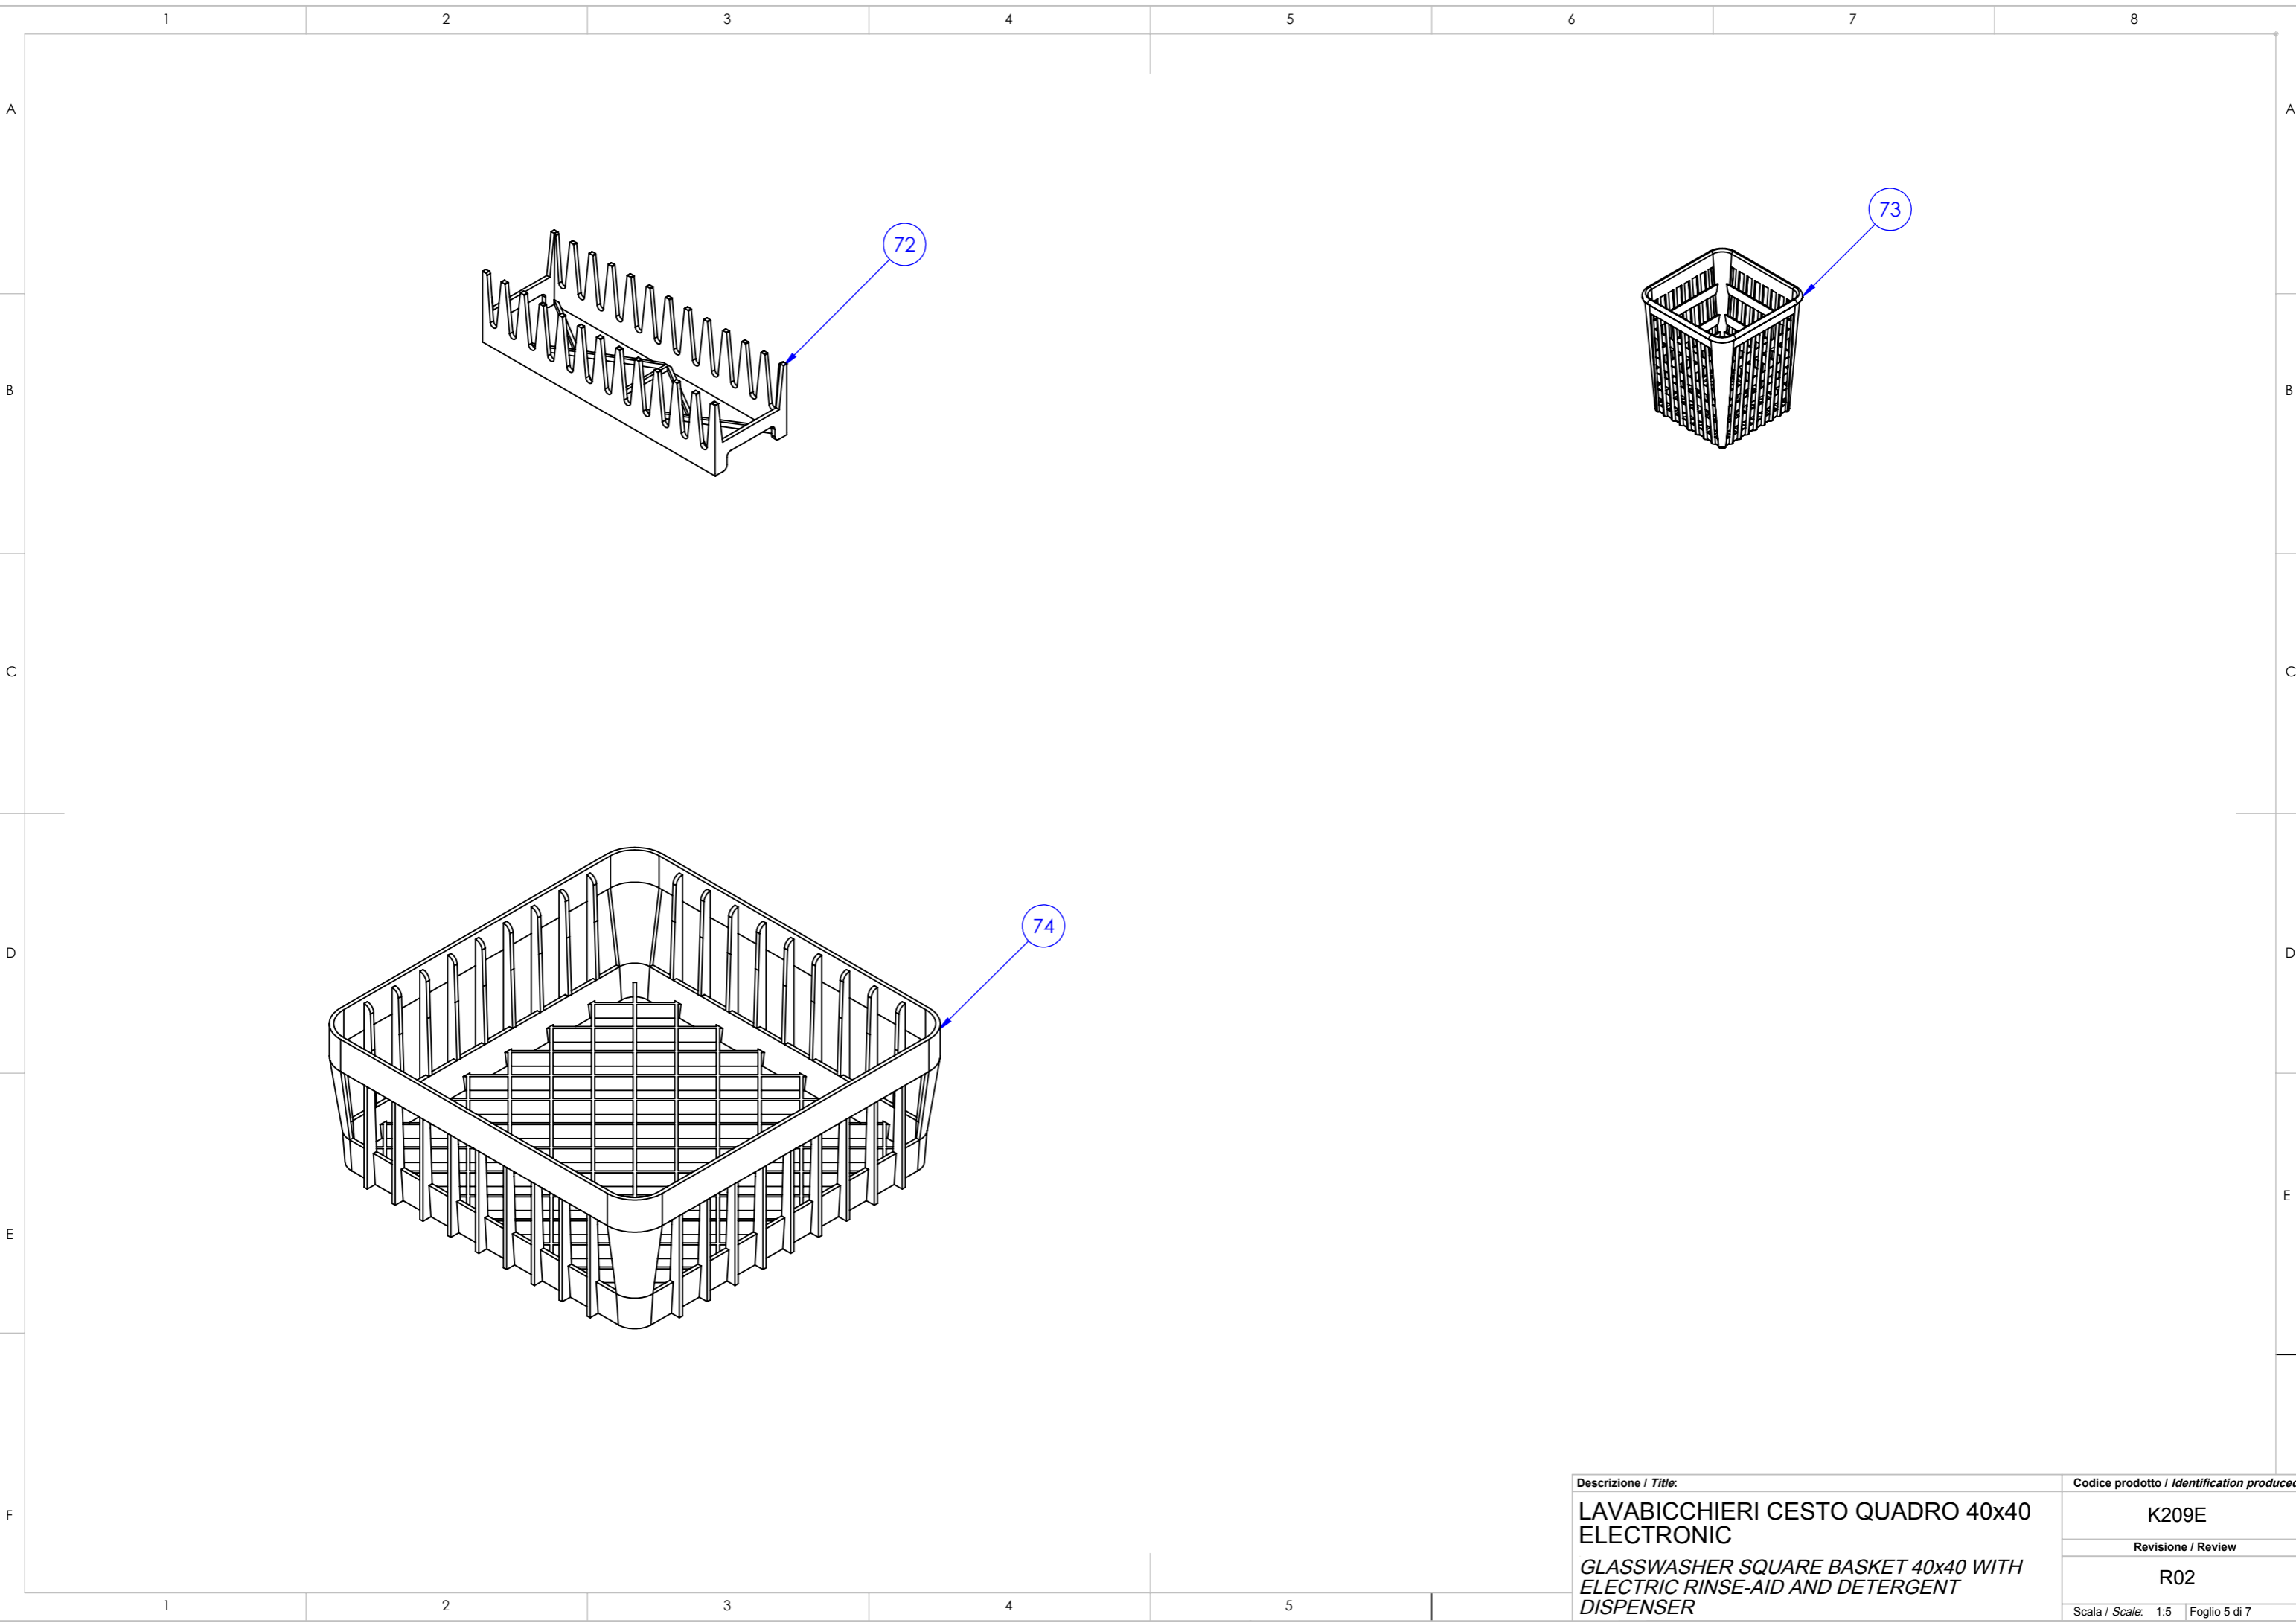 1 2 3 4 5 6 7 8
A A
72
73
B B
C C
74
D D
E
E
F
Descrizione / Title:
LAVABICCHIERI CESTO QUADRO 40x40
ELECTRONIC
GLASSWASHER SQUARE BASKET 40x40 WITH
ELECTRIC RINSE-AID AND DETERGENT
DISPENSER
Codice prodotto / Identification produced
K209E
Revisione / Review
R02
Scala / Scale: 1:5 Foglio 5 di 7
1 2 3 4 5